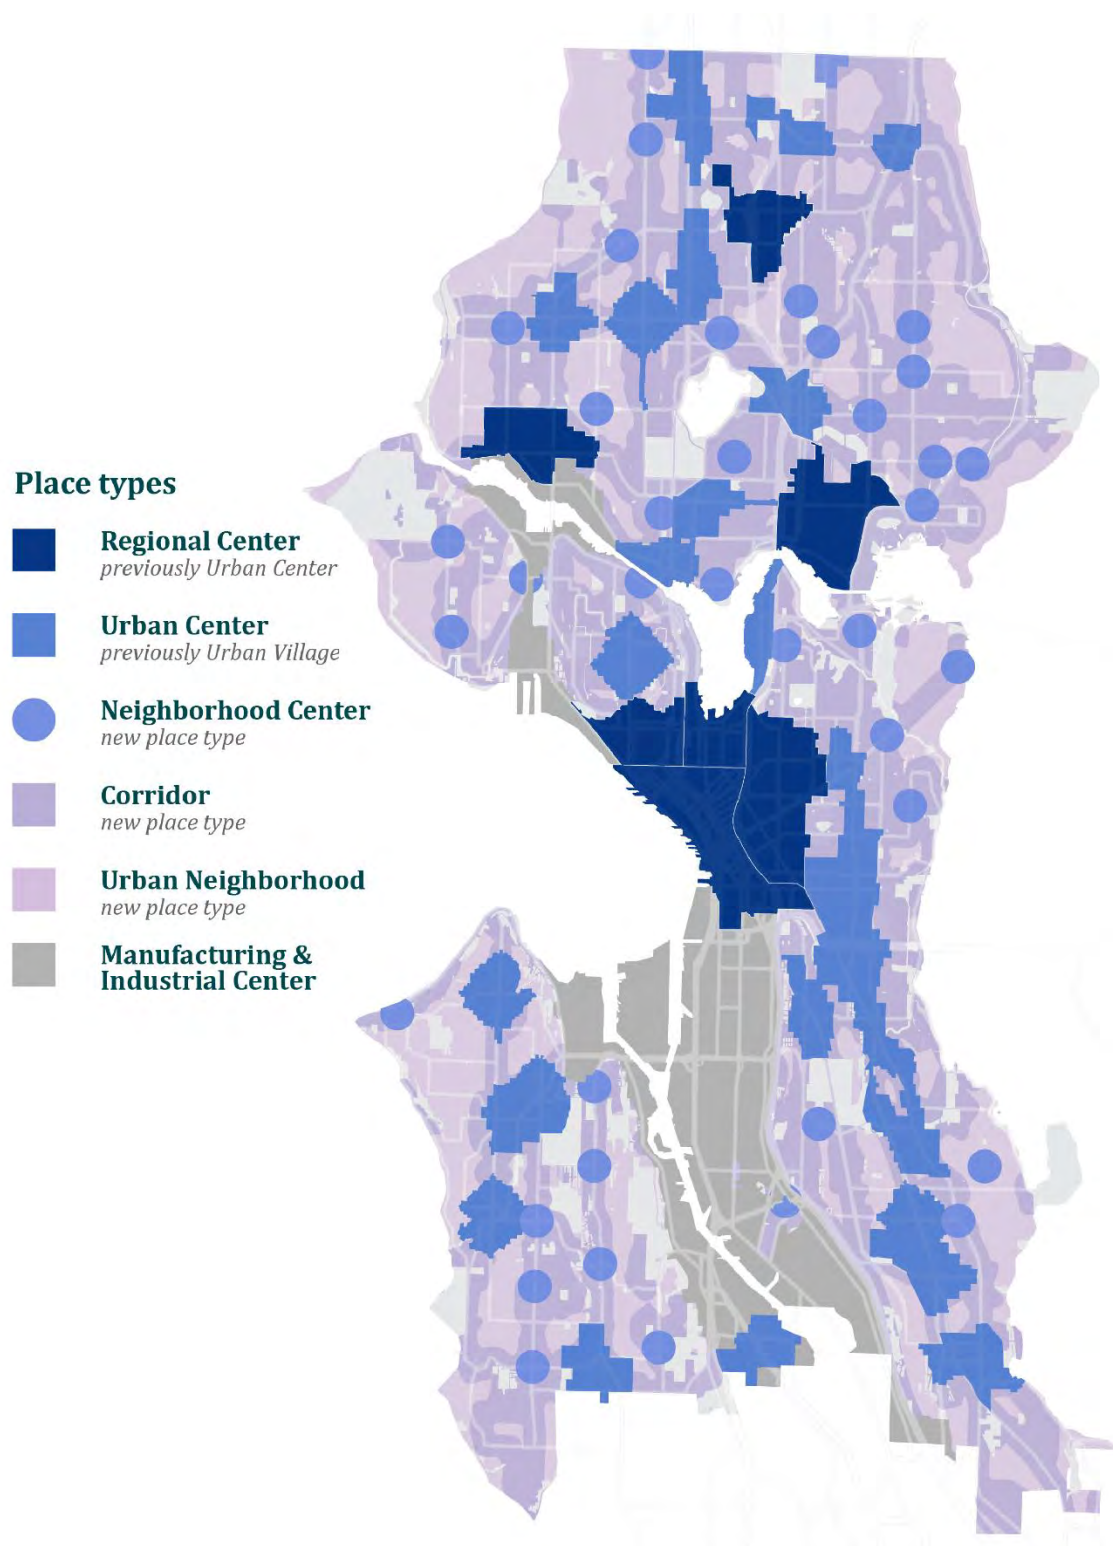 Place types
Regional Center
previously Urban Center
Urban Center
previously Urban Village
Neighborhood Center
new place type
Corridor
new place type
Urban Neighborhood
new place type
Manufacturing &
Industrial Center